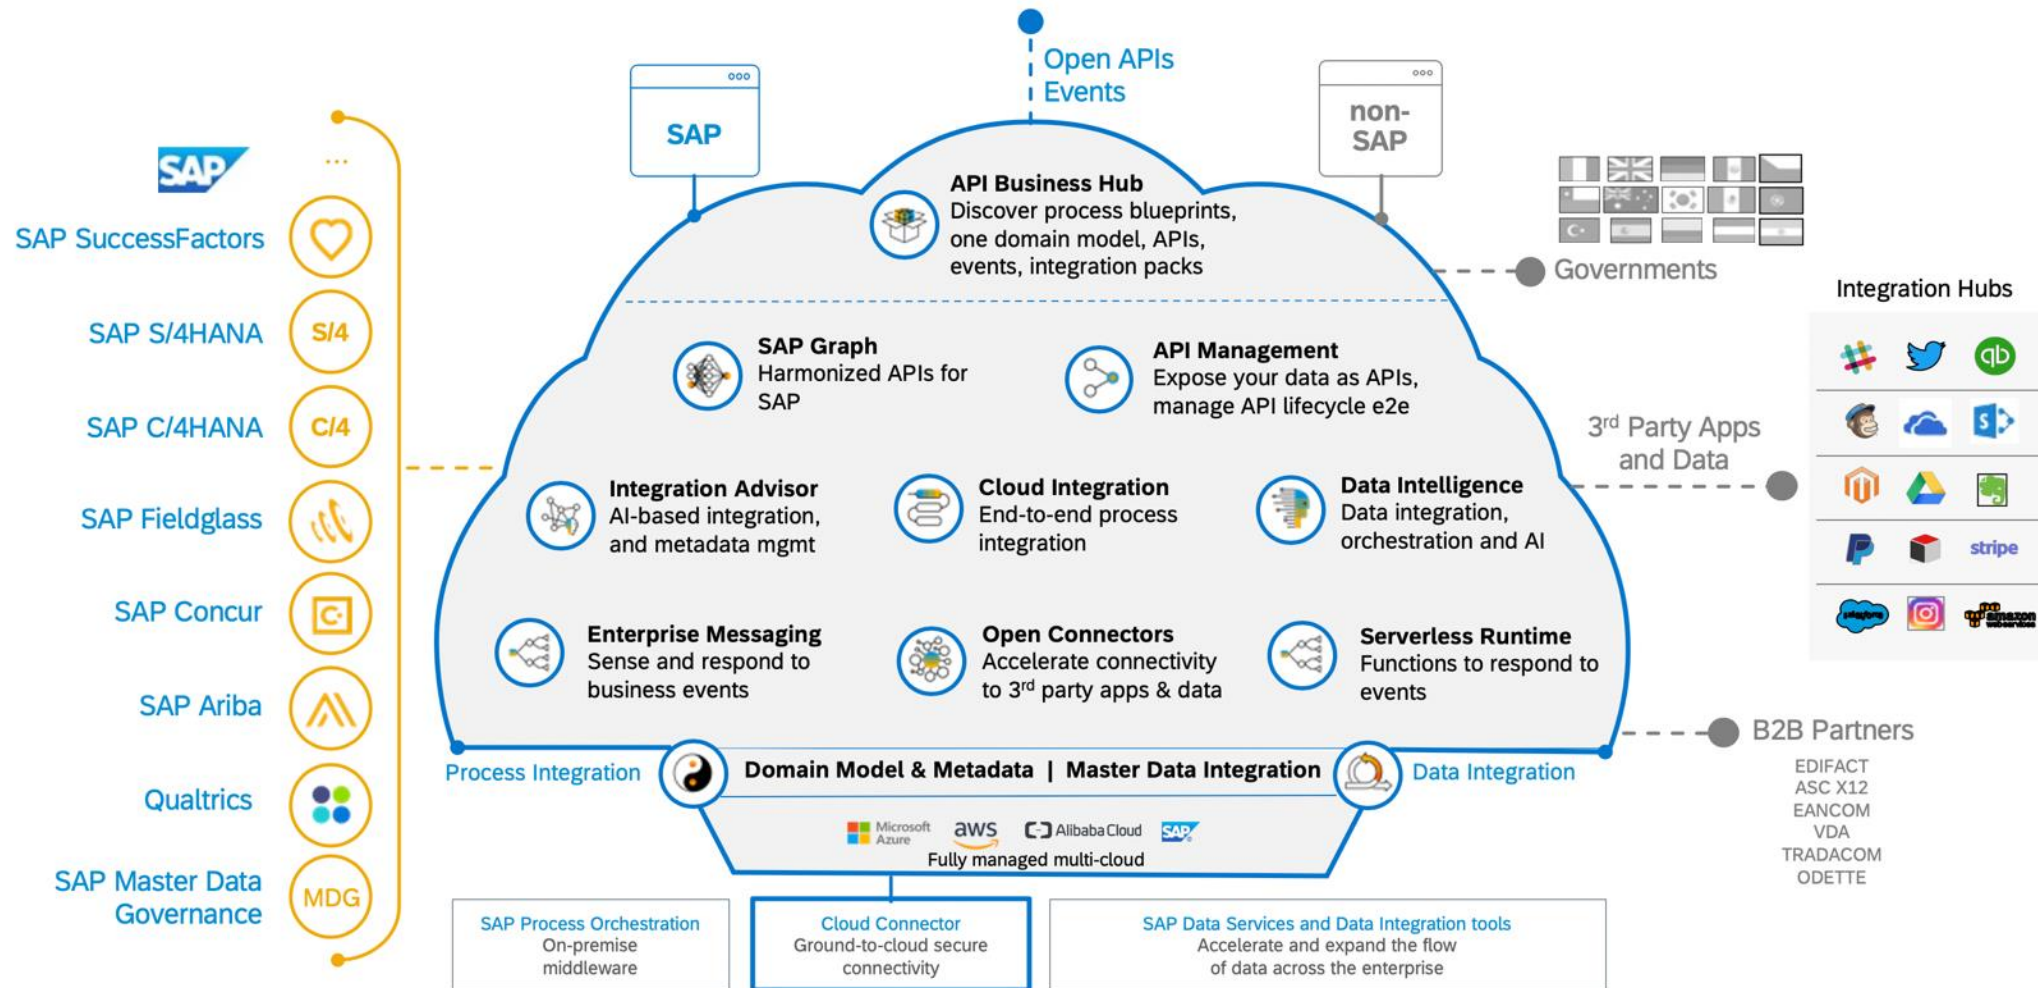 Open APIs
Events
SAP
non-
SAP
SAP
...
SAP SuccessFactors
SAP S/4HANA
S/4
SAP C/4HANA
C/4
SAP Fieldglass
SAP Concur
C
SAP Ariba
Qualtrics
SAP Master Data
Governance
MDG
API Business Hub
Discover process blueprints,
one domain model, APIs,
events, integration packs
SAP Graph
Harmonized APIs for
SAP
API Management
Expose your data as APIs,
manage API lifecycle e2e
Integration Advisor
AI-based integration,
and metadata mgmt
Cloud Integration
End-to-end process
integration
Data Intelligence
Data integration,
orchestration and AI
Enterprise Messaging
Sense and respond to
business events
Open Connectors
Accelerate connectivity
to 3rd party apps & data
Serverless Runtime
Functions to respond to
events
Process Integration
Domain Model & Metadata | Master Data Integration
Data Integration
Microsoft
Azure
aws
Alibaba Cloud
SAP
Fully managed multi-cloud
SAP Process Orchestration
On-premise
middleware
Cloud Connector
Ground-to-cloud secure
connectivity
SAP Data Services and Data Integration tools
Accelerate and expand the flow
of data across the enterprise
Governments
3rd Party Apps
and Data
Integration Hubs
qb
S
stripe
amazon
webservices
B2B Partners
EDIFACT
ASC X12
EANCOM
VDA
TRADACOM
ODETTE